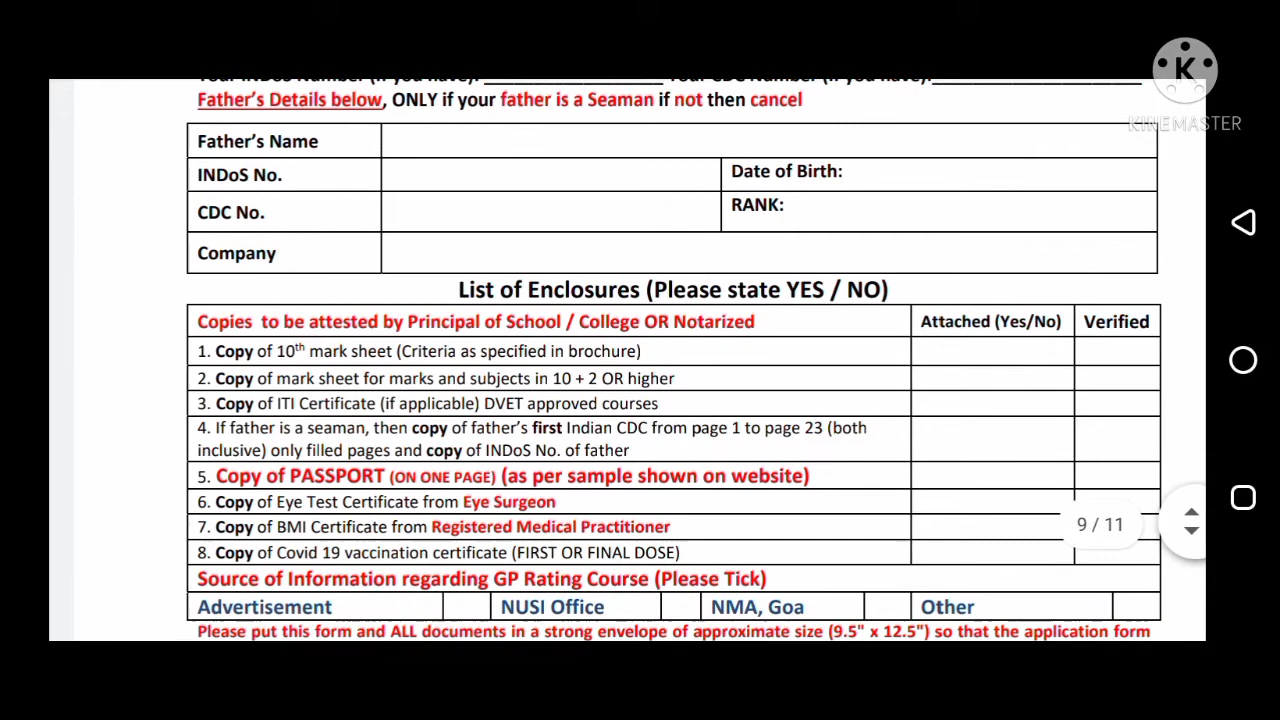 Your INDoS Number (if you have): Your CDC Number (if you have):
Father's Details below, ONLY if your father is a Seaman if not then cancel
K
KINEMASTER
Father's Name
INDoS No. Date of Birth:
CDC No. RANK:
Company
List of Enclosures (Please state YES / NO)
Copies to be attested by Principal of School / College OR Notarized Attached (Yes/No) Verified
1. Copy of 10th mark sheet (Criteria as specified in brochure)
2. Copy of mark sheet for marks and subjects in 10 + 2 OR higher
3. Copy of ITI Certificate (if applicable) DVET approved courses
4. If father is a seaman, then copy of father's first Indian CDC from page 1 to page 23 (both
inclusive) only filled pages and copy of INDoS No. of father
5. Copy of PASSPORT (ON ONE PAGE) (as per sample shown on website)
6. Copy of Eye Test Certificate from Eye Surgeon
7. Copy of BMI Certificate from Registered Medical Practitioner
9 / 11
8. Copy of Covid 19 vaccination certificate (FIRST OR FINAL DOSE)
Source of Information regarding GP Rating Course (Please Tick)
Advertisement NUSI Office NMA, Goa Other
Please put this form and ALL documents in a strong envelope of approximate size (9.5" x 12.5") so that the application form